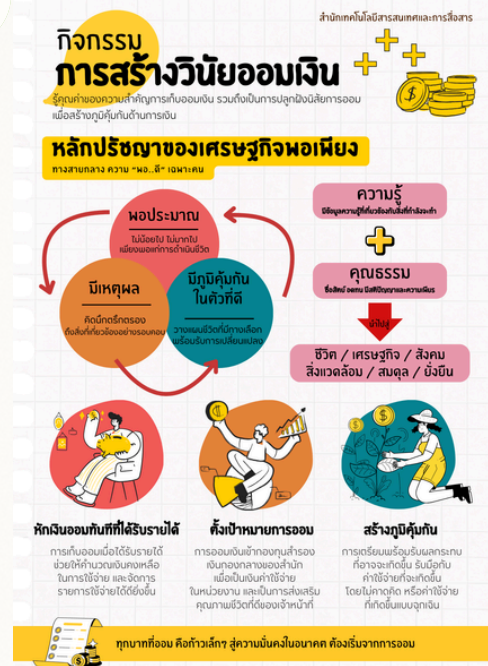 สำนักเทคโนโลยีสารสนเทศและการสื่อสาร
กิจกรรม
การสร้างวินัยออมเงิน
รู้คุณค่าของความสำคัญการเก็บออมเงิน รวมถึงเป็นการปลูกฝังนิสัยการออม
เพื่อสร้างภูมิคุ้มกันด้านการเงิน
หลักปรัชญาของเศรษฐกิจพอเพียง
ทางสายกลาง ความ "พอ..ดี" เฉพาะคน
พอประมาณ
ไม่น้อยไป ไม่มากไป
เพียงพอแก่การดำเนินชีวิต
มีเหตุผล
คิดนึกตรึกตรอง
ถึงสิ่งที่เกี่ยวข้องอย่างรอบคอบ
มีภูมิคุ้มกัน
ในตัวที่ดี
วางแผนชีวิตที่มีทางเลือก
พร้อมรับการเปลี่ยนแปลง
ความรู้
มีข้อมูลความรู้ที่เกี่ยวข้องกับสิ่งที่กำลังจะทำ
คุณธรรม
ซื่อสัตย์ อดทน มีสติปัญญาและความเพียร
นำไปสู่
ชีวิต / เศรษฐกิจ / สังคม
สิ่งแวดล้อม / สมดุล / ยั่งยืน
หักเงินออมทันทีที่ได้รับรายได้
การเก็บออมเมื่อได้รับรายได้
ช่วยให้คำนวณเงินคงเหลือ
ในการใช้จ่าย และจัดการ
รายการใช้จ่ายได้ดียิ่งขึ้น
ตั้งเป้าหมายการออม
การออมเงินเข้ากองทุนสำรอง
เงินกองกลางของสำนัก
เพื่อเป็นเงินค่าใช้จ่าย
ในหน่วยงาน และเป็นการส่งเสริม
คุณภาพชีวิตที่ดีของเจ้าหน้าที่
สร้างภูมิคุ้มกัน
การเตรียมพร้อมรับผลกระทบ
ที่อาจจะเกิดขึ้น รับมือกับ
ค่าใช้จ่ายที่จะเกิดขึ้น
โดยไม่คาดคิด หรือค่าใช้จ่าย
ที่เกิดขึ้นแบบฉุกเฉิน
ทุกบาทที่ออม คือก้าวเล็กๆ สู่ความมั่นคงในอนาคต ต้องเริ่มจากการออม